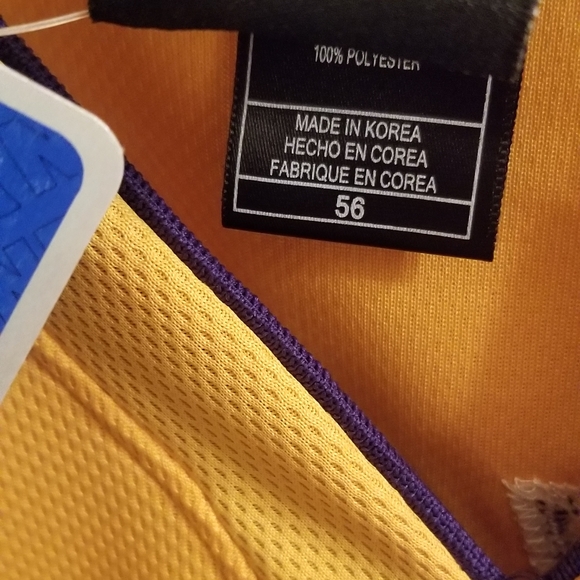 100% POLYESTER
MADE IN KOREA
HECHO EN COREA
FABRIQUE EN COREA
56